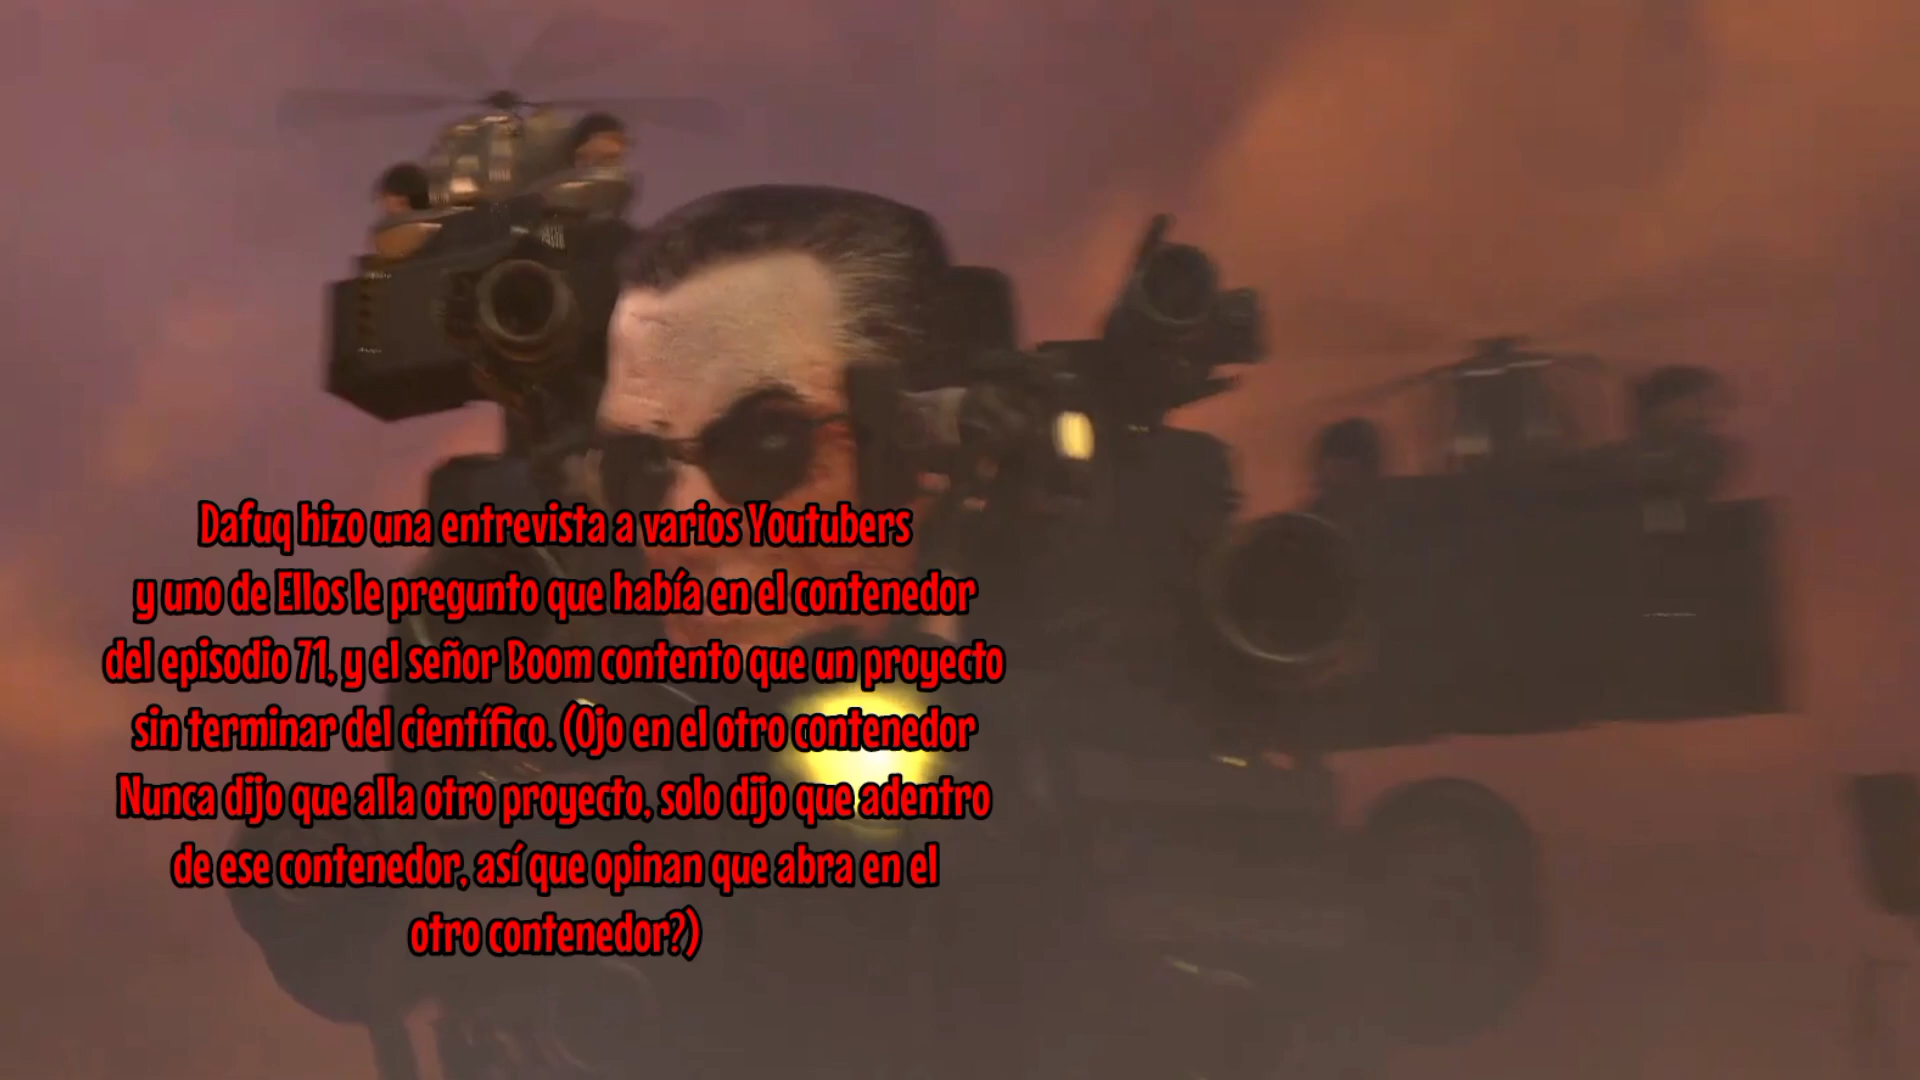 Dafuq hizo una entrevista a varios Youtubers
y uno de Ellos le pregunto que había en el contenedor
del episodio 71, y el señor Boom contento que un proyecto
sin terminar del científico. (Ojo en el otro contenedor
Nunca dijo que alla otro proyecto, solo dijo que adentro
de ese contenedor, así que opinan que abra en el
otro contenedor?)